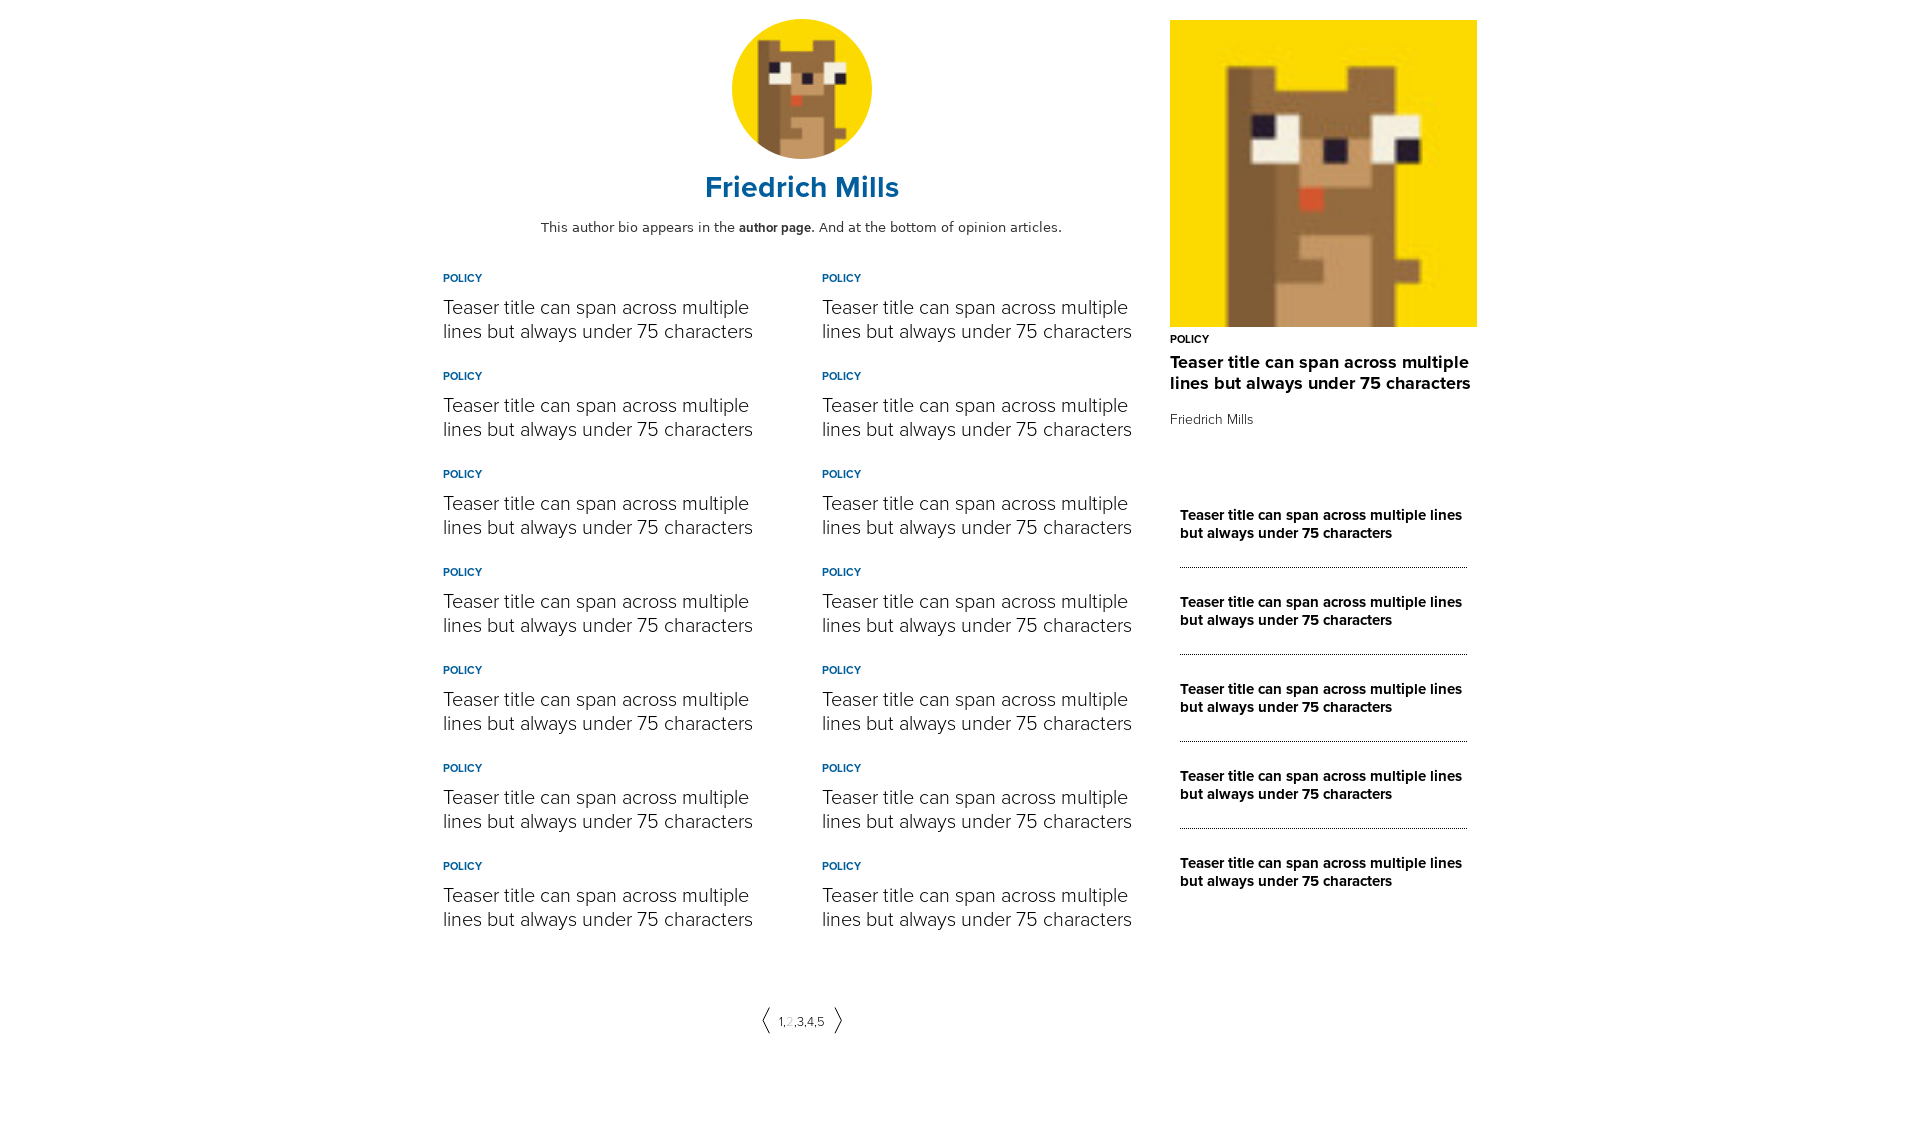 Friedrich Mills
This author bio appears in the author page. And at the bottom of opinion articles.
POLICY
Teaser title can span across multiple
lines but always under 75 characters
POLICY
Teaser title can span across multiple
lines but always under 75 characters
POLICY
Teaser title can span across multiple
lines but always under 75 characters
POLICY
Teaser title can span across multiple
lines but always under 75 characters
POLICY
Teaser title can span across multiple
lines but always under 75 characters
POLICY
Teaser title can span across multiple
lines but always under 75 characters
POLICY
Teaser title can span across multiple
lines but always under 75 characters
POLICY
Teaser title can span across multiple
lines but always under 75 characters
POLICY
Teaser title can span across multiple
lines but always under 75 characters
POLICY
Teaser title can span across multiple
lines but always under 75 characters
POLICY
Teaser title can span across multiple
lines but always under 75 characters
POLICY
Teaser title can span across multiple
lines but always under 75 characters
POLICY
Teaser title can span across multiple
lines but always under 75 characters
POLICY
Teaser title can span across multiple
lines but always under 75 characters
1,2,3,4,5
POLICY
Teaser title can span across multiple
lines but always under 75 characters
Friedrich Mills
Teaser title can span across multiple lines
but always under 75 characters
Teaser title can span across multiple lines
but always under 75 characters
Teaser title can span across multiple lines
but always under 75 characters
Teaser title can span across multiple lines
but always under 75 characters
Teaser title can span across multiple lines
but always under 75 characters